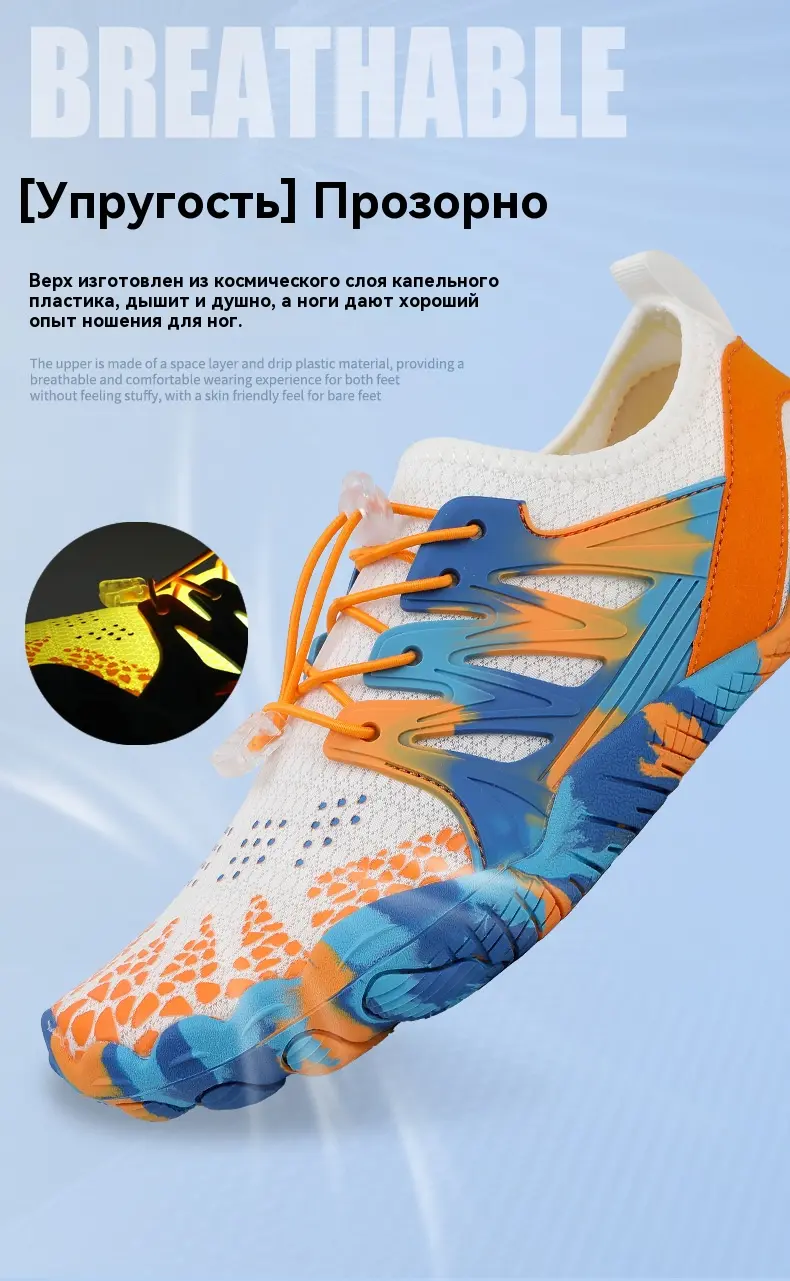 BREATHABLE
[Упругость] Прозорно
Верх изготовлен из космического слоя капельного
пластика, дышит и душно, а ноги дают хороший
опыт ношения для ног.
The upper is made of a space layer and drip plastic material, providing a
breathable and comfortable wearing experience for both feet
without feeling stuffy, with a skin friendly feel for bare feet